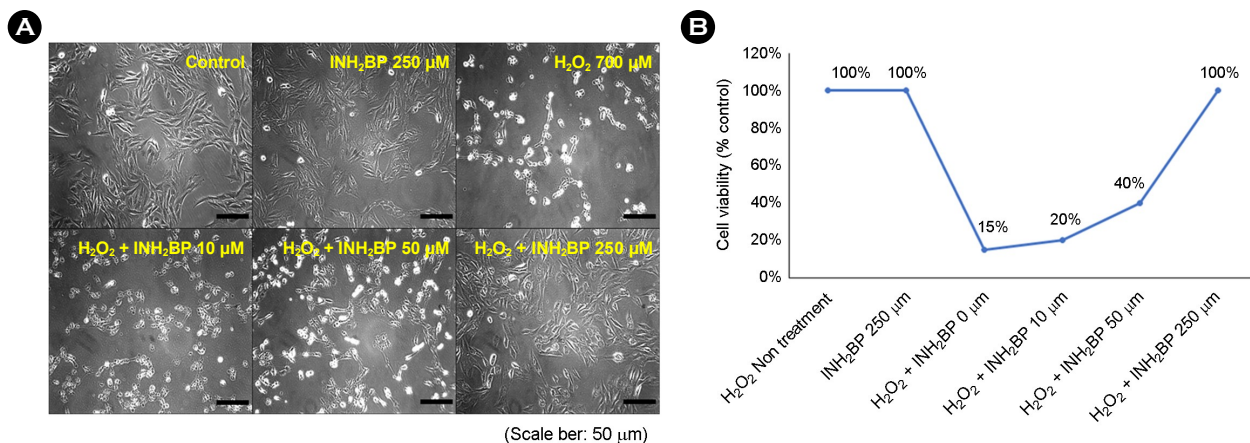 A
Control
INH₂BP 250 µM
H₂O₂ 700 µM
H₂O₂ + INH₂BP 10 µM
H₂O₂ + INH₂BP 50 µM
H₂O₂ + INH₂BP 250 µM
(Scale ber: 50 µm)
B
Cell viability (% control)
120%
100%
80%
60%
40%
20%
0%
100%
100%
15%
20%
40%
100%
H₂O₂ Non treatment
INH₂BP 250 µm
H₂O₂ + INH₂BP 0 µm
H₂O₂ + INH₂BP 10 µm
H₂O₂ + INH₂BP 50 µm
H₂O₂ + INH₂BP 250 µm